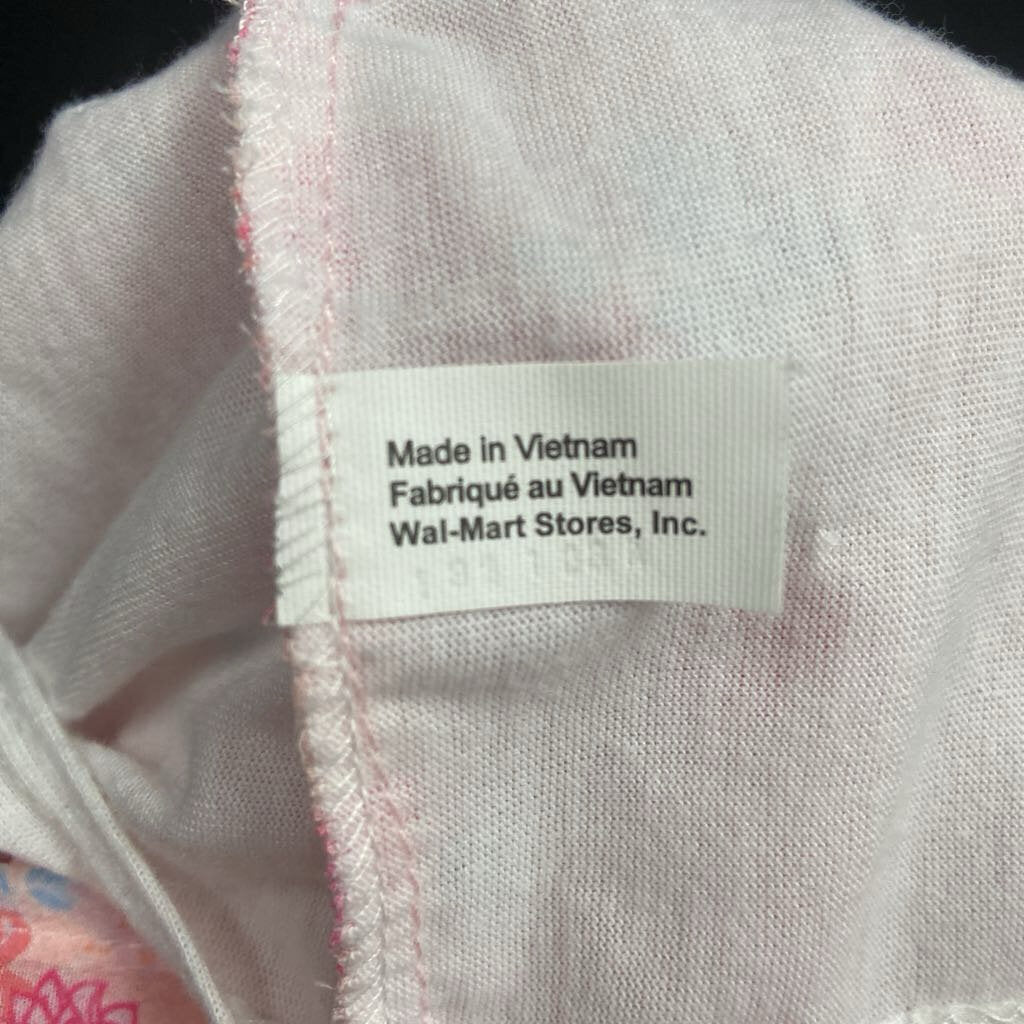 Made in Vietnam
Fabriqué au Vietnam
Wal-Mart Stores, Inc.